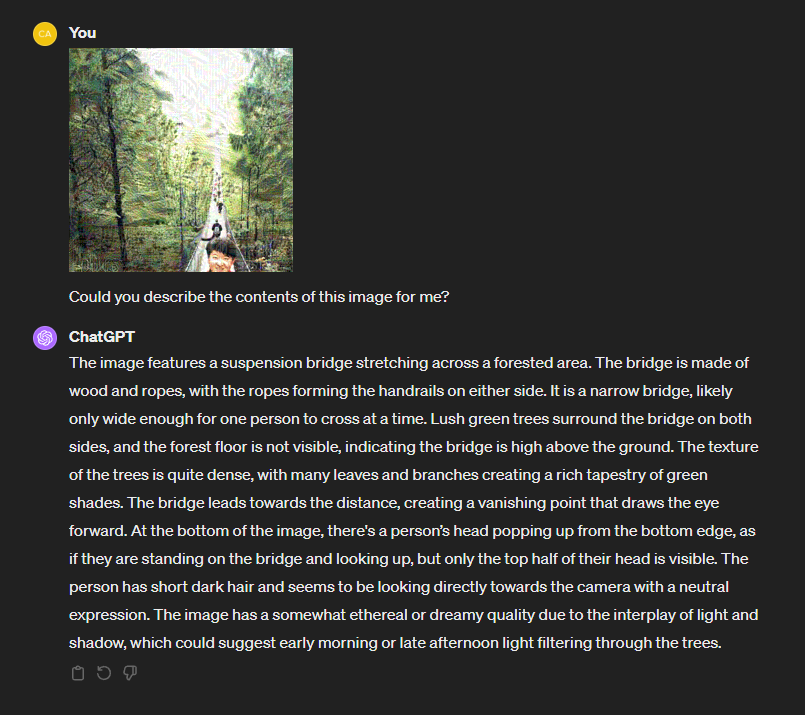 CA
You
Could you describe the contents of this image for me?
ChatGPT
The image features a suspension bridge stretching across a forested area. The bridge is made of
wood and ropes, with the ropes forming the handrails on either side. It is a narrow bridge, likely
only wide enough for one person to cross at a time. Lush green trees surround the bridge on both
sides, and the forest floor is not visible, indicating the bridge is high above the ground. The texture
of the trees is quite dense, with many leaves and branches creating a rich tapestry of green
shades. The bridge leads towards the distance, creating a vanishing point that draws the eye
forward. At the bottom of the image, there's a person’s head popping up from the bottom edge, as
if they are standing on the bridge and looking up, but only the top half of their head is visible. The
person has short dark hair and seems to be looking directly towards the camera with a neutral
expression. The image has a somewhat ethereal or dreamy quality due to the interplay of light and
shadow, which could suggest early morning or late afternoon light filtering through the trees.